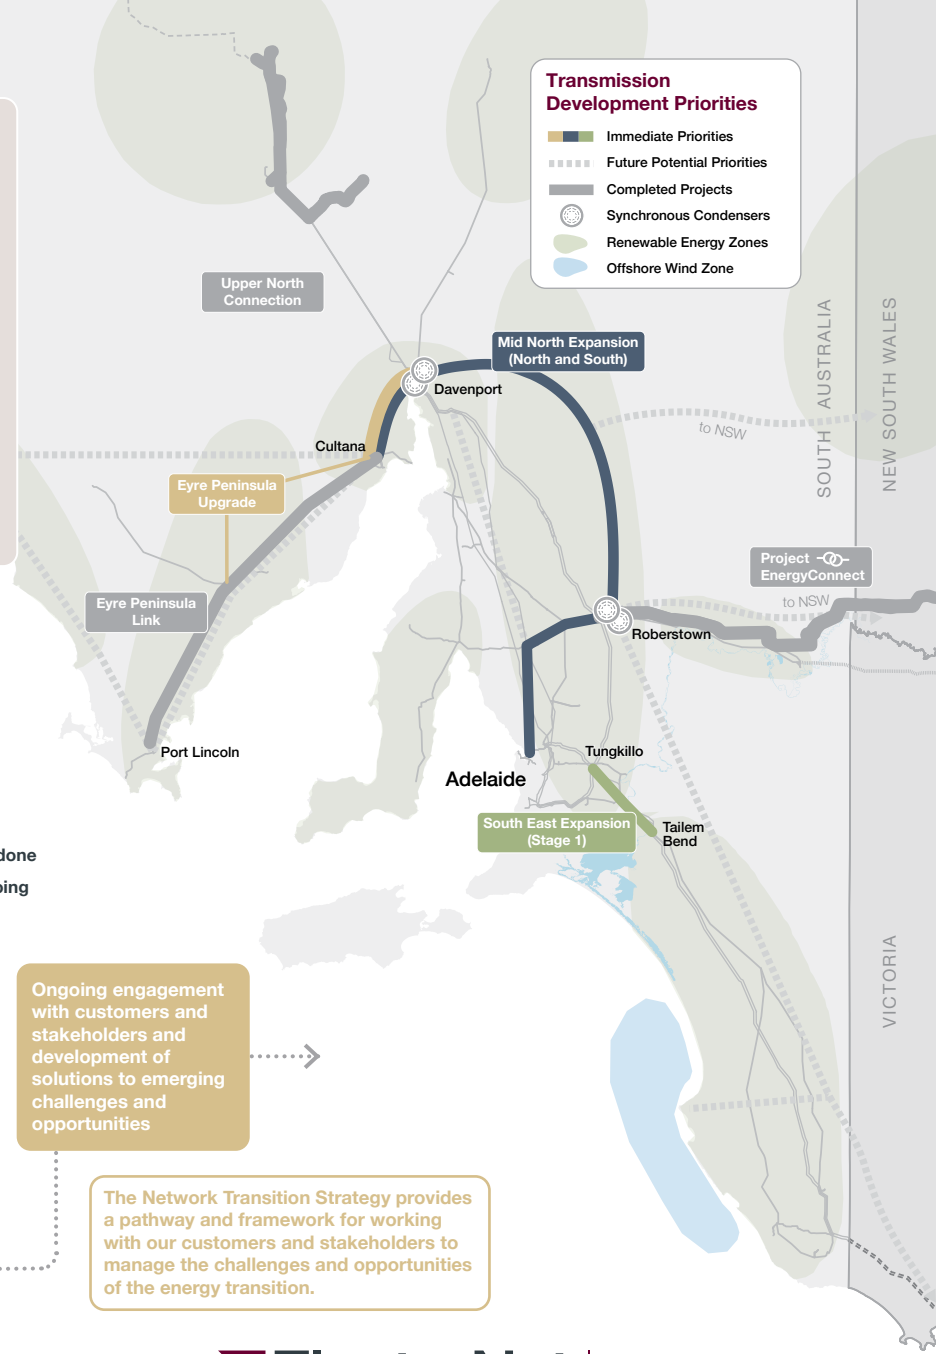 Transmission
Development Priorities
Immediate Priorities
Future Potential Priorities
Completed Projects
Synchronous Condensers
Renewable Energy Zones
Offshore Wind Zone
Upper North
Connection
SOUTH AUSTRALIA
NEW SOUTH WALES
Mid North Expansion
(North and South)
Davenport
to NSW
Cultana
Eyre Peninsula
Upgrade
Project
EnergyConnect
to NSW
Eyre Peninsula
Link
Roberstown
Port Lincoln
Tungkillo
Adelaide
South East Expansion
(Stage 1)
Tailem
Bend
done
VICTORIA
Ongoing engagement
with customers and
stakeholders and
development of
solutions to emerging
challenges and
opportunities
The Network Transition Strategy provides
a pathway and framework for working
with our customers and stakeholders to
manage the challenges and opportunities
of the energy transition.